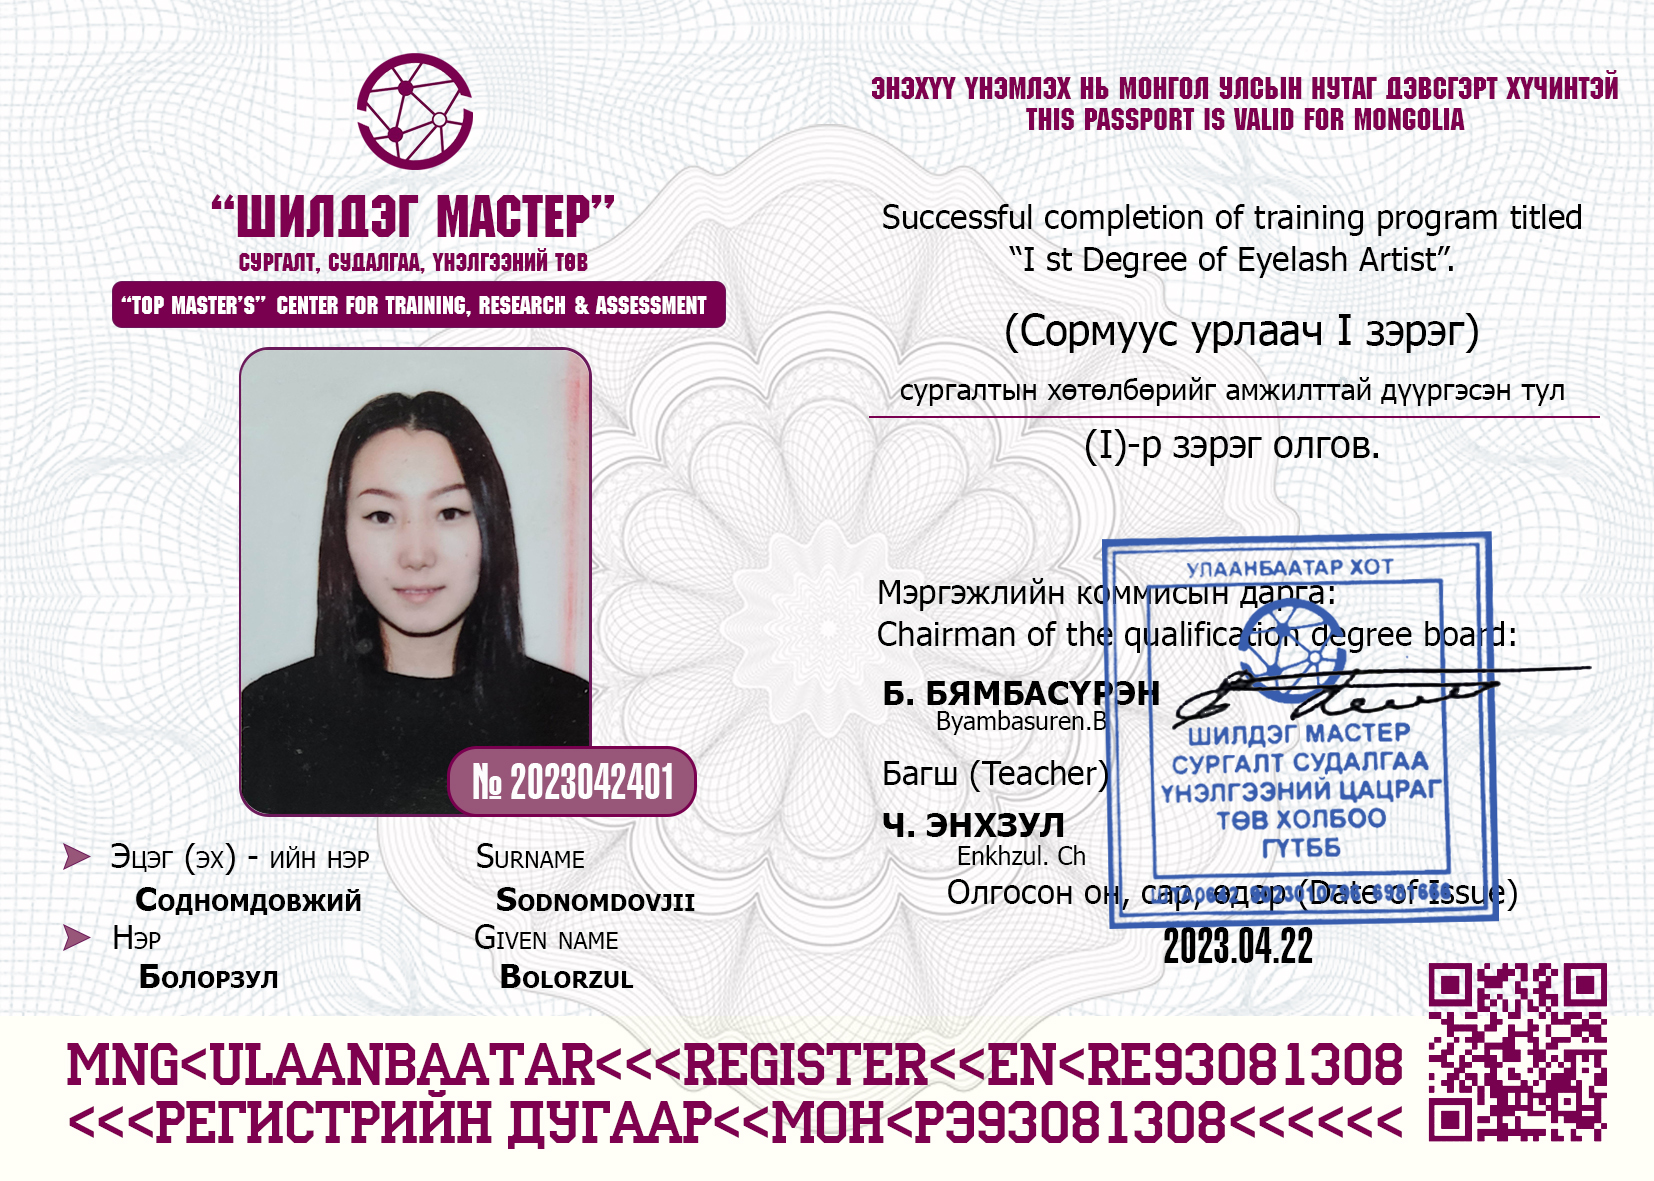 "ШИЛДЭГ МАСТЕР"
СУРГАЛТ, СУДАЛГАА, ҮНЭЛГЭЭНИЙ ТӨВ
"TOP MASTER'S" CENTER FOR TRAINING, RESEARCH & ASSESSMENT
№ 2023042401
Эцэг (эх) - ийн нэр
Surname
Содномдовжий
Sodnomdovjii
Нэр
Given name
Болорзул
Bolorzul
ЭНЭХҮҮ ҮНЭМЛЭХ НЬ МОНГОЛ УЛСЫН НУТАГ ДЭВСГЭРТ ХҮЧИНТЭЙ
THIS PASSPORT IS VALID FOR MONGOLIA
Successful completion of training program titled
"I st Degree of Eyelash Artist".
(Сормуус урлаач I зэрэг)
сургалтын хөтөлбөрийг амжилттай дүүргэсэн тул
(I)-р зэрэг олгов.
Мэргэжлийн коммисын дарга:
Chairman of the qualification degree board:
Б. БЯМБАСҮРЭН
Byambasuren.B
Багш (Teacher)
Ч. ЭНХЗУЛ
Enkhzul. Ch
Олгосон он, сар, өдөр (Date of Issue)
2023.04.22
УЛААНБААТАР ХОТ
ШИЛДЭГ МАСТЕР
СУРГАЛТ СУДАЛГАА
ҮНЭЛГЭЭНИЙ ЦАЦРАГ
ТӨВ ХОЛБОО
ГҮТББ
MNG<ULAANBAATAR<<<REGISTER<<EN<RE93081308
<<<РЕГИСТРИЙН ДУГААР<<МОН<РЭ93081308<<<<<<